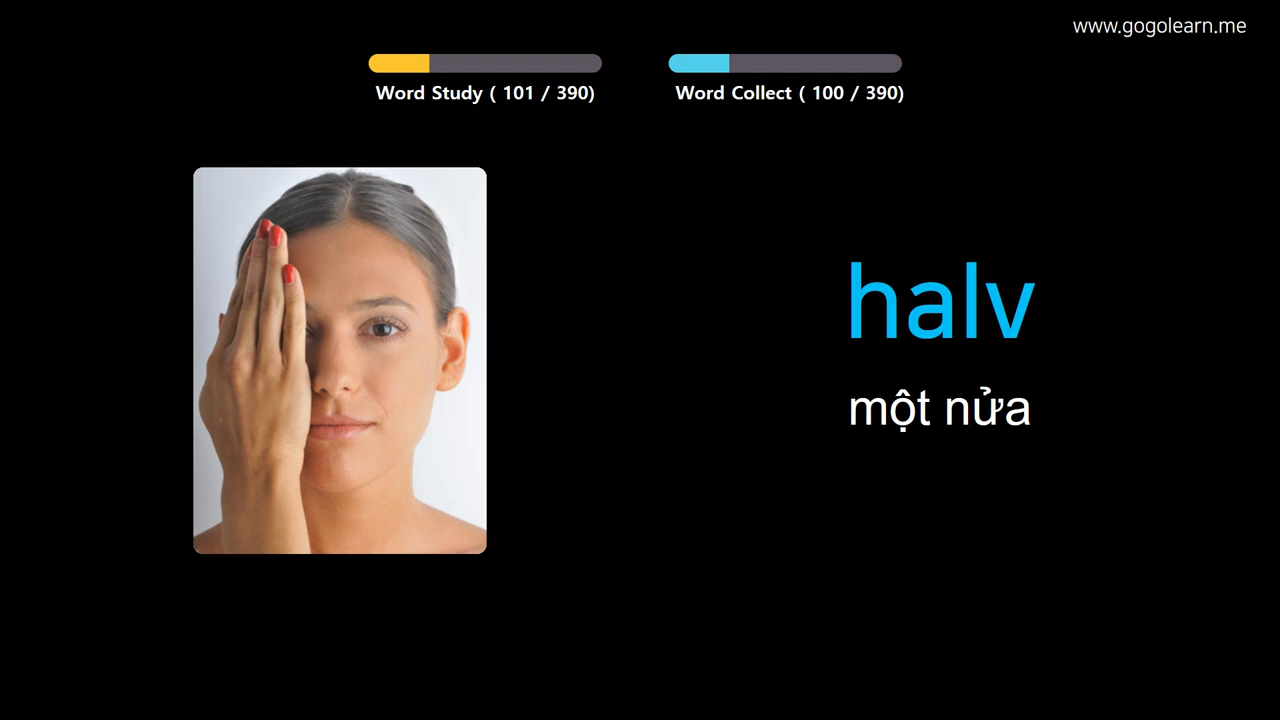 www.gogolearn.me
Word Study ( 101 / 390)
Word Collect ( 100 / 390)
halv
một nửa